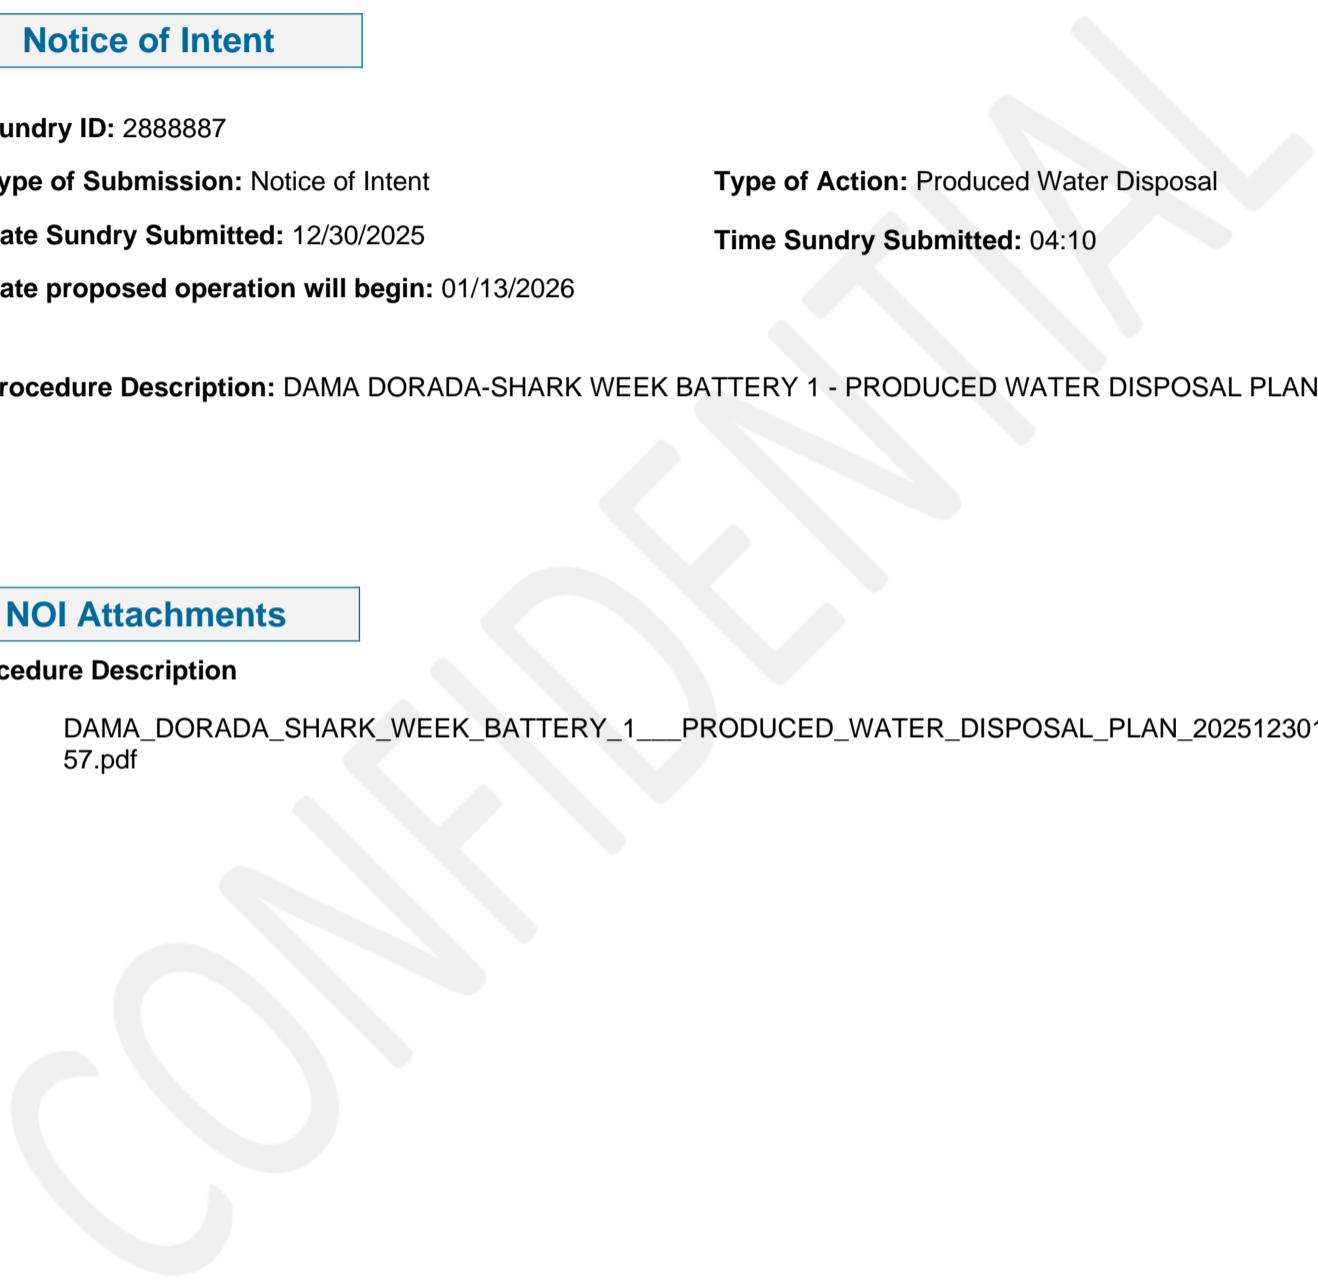 Notice of Intent
undry ID: 2888887
ype of Submission: Notice of Intent Type of Action: Produced Water Disposal
ate Sundry Submitted: 12/30/2025 Time Sundry Submitted: 04:10
ate proposed operation will begin: 01/13/2026
rocedure Description: DAMA DORADA-SHARK WEEK BATTERY 1 - PRODUCED WATER DISPOSAL PLAN
NOI Attachments
cedure Description
DAMA_DORADA_SHARK_WEEK_BATTERY_1___PRODUCED_WATER_DISPOSAL_PLAN_202512301
57.pdf
CONFIDENTIAL